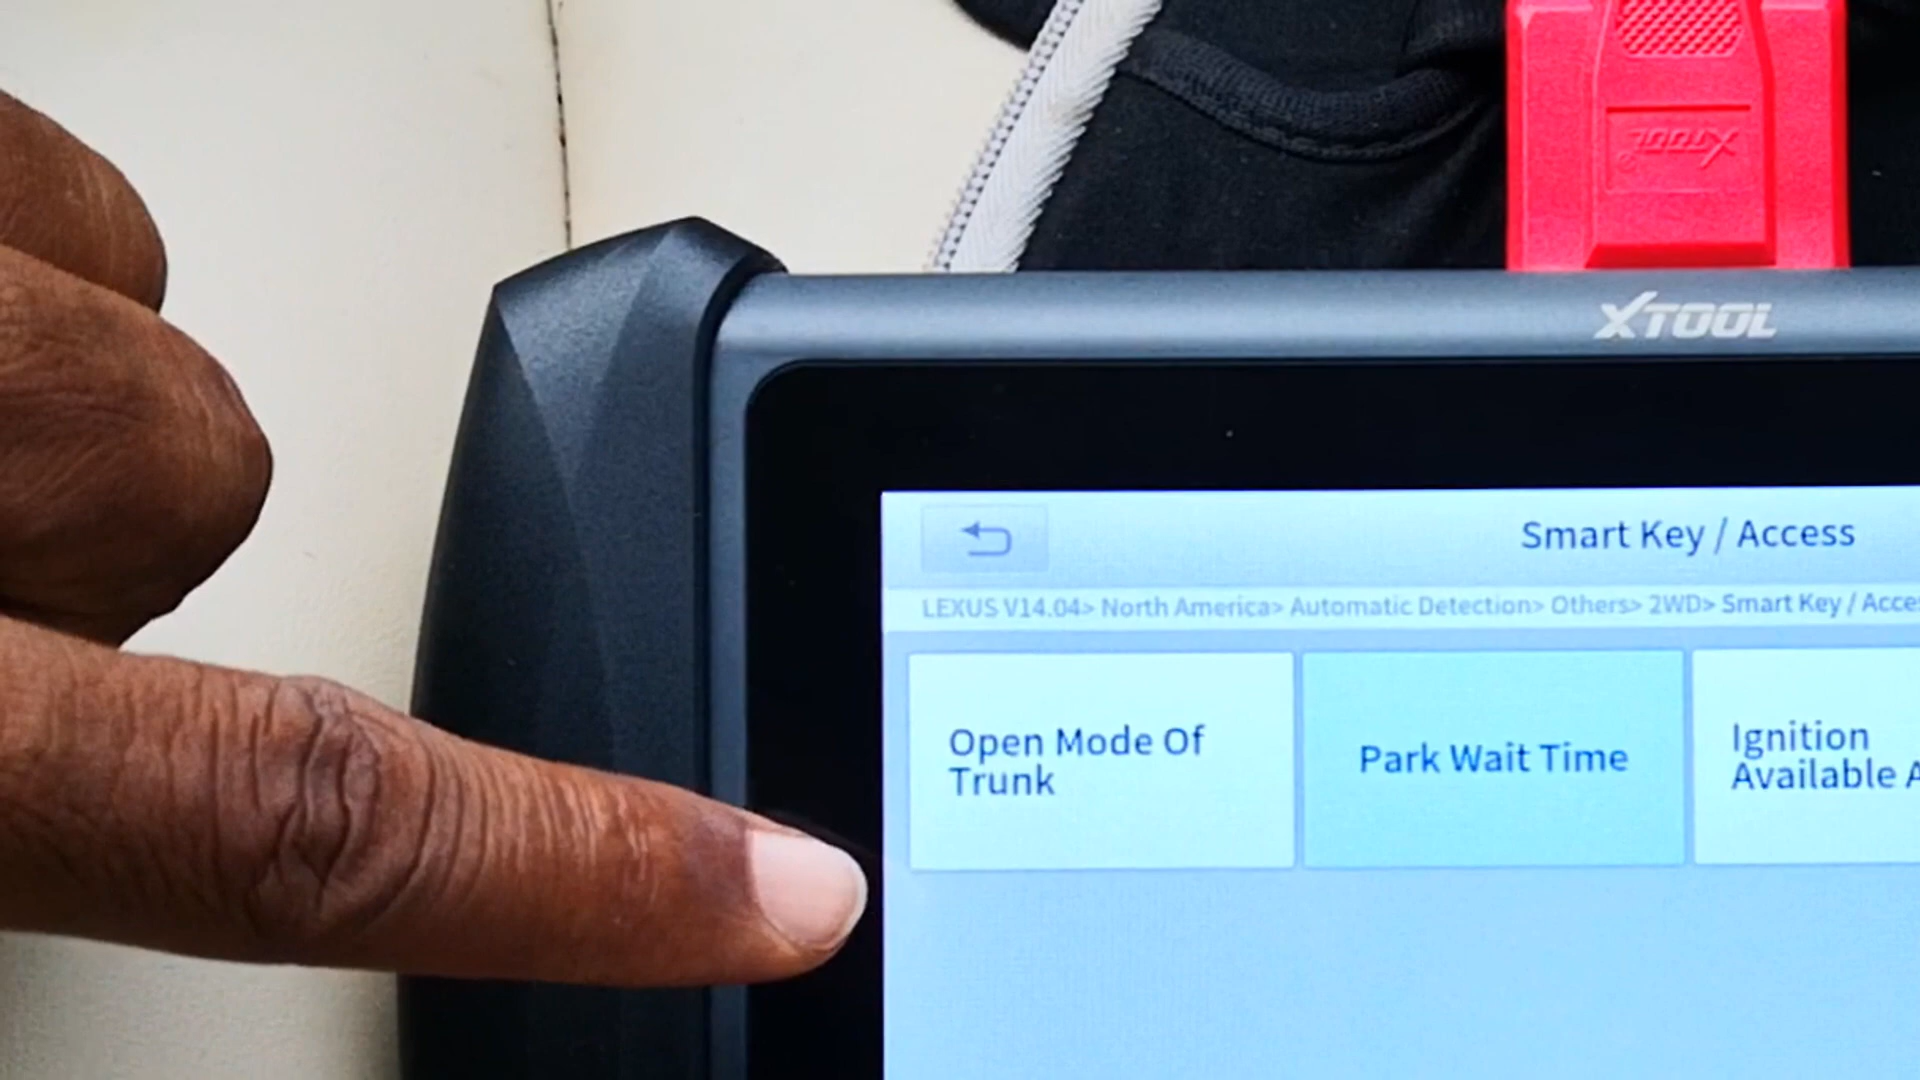 XTOOL
XTOOL
Smart Key / Access
LEXUS V14.04> North America> Automatic Detection> Others> 2WD> Smart Key / Acces
Open Mode Of
Trunk
Park Wait Time
Ignition
Available A